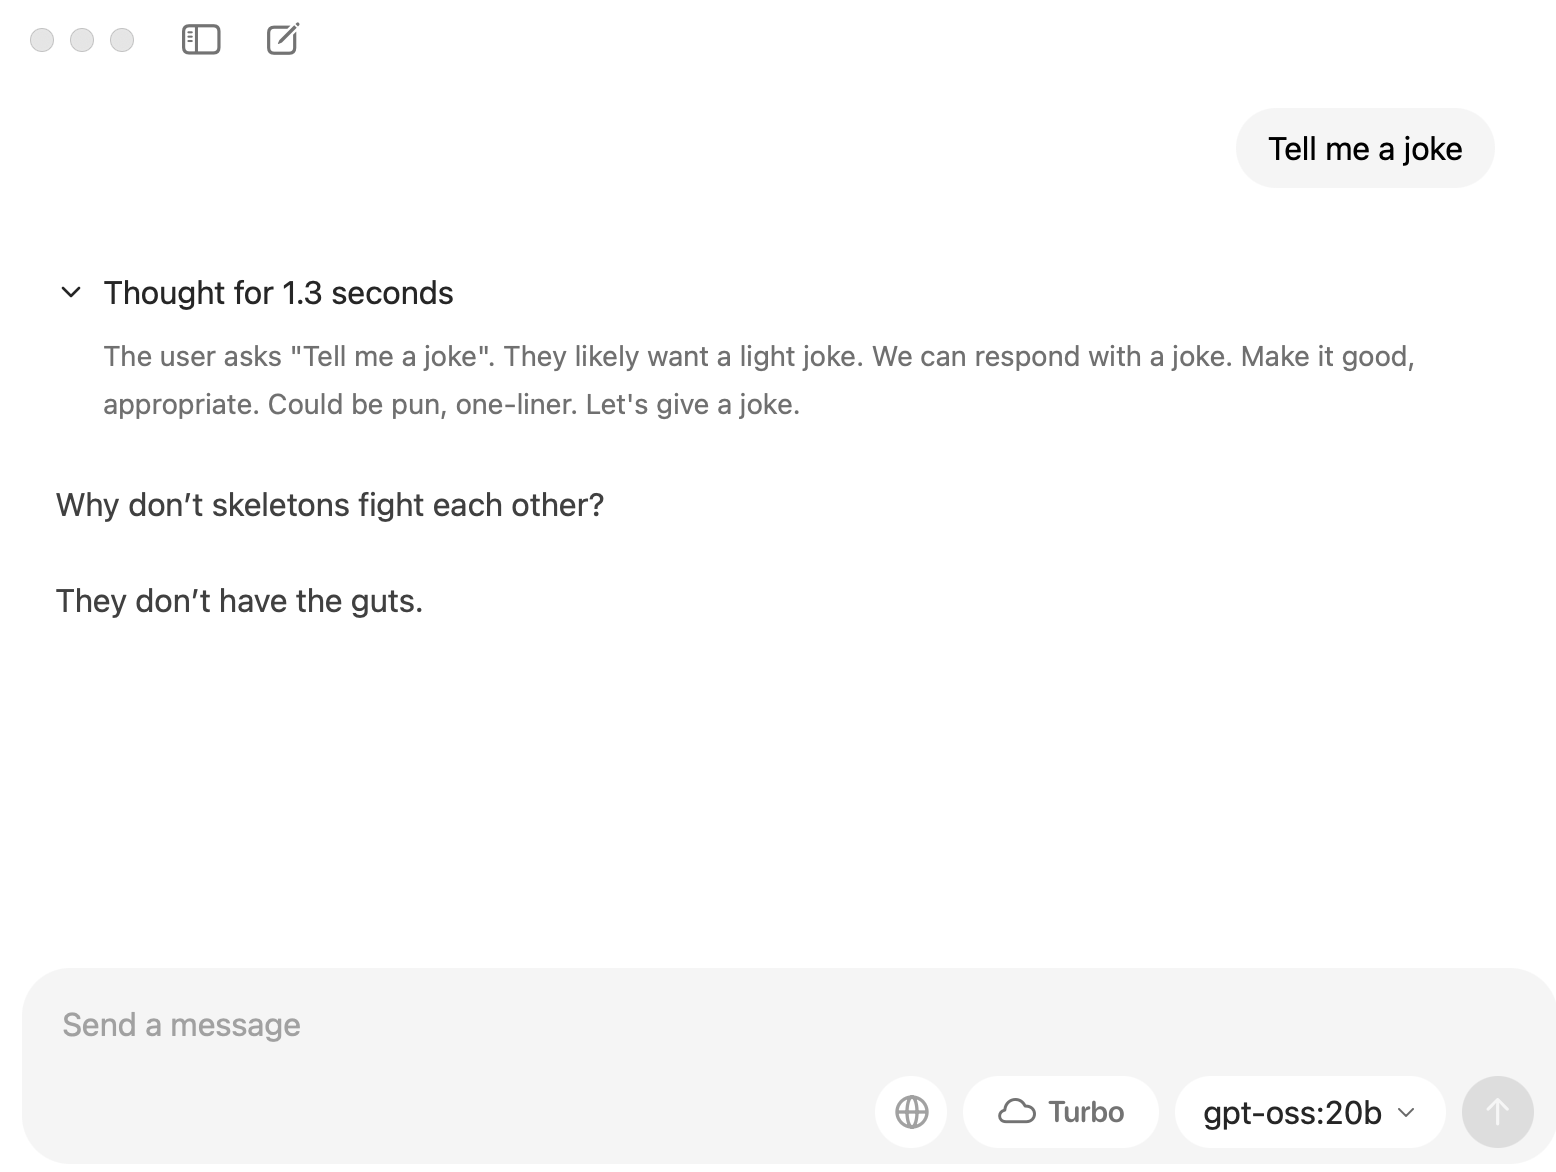 Tell me a joke
Thought for 1.3 seconds
The user asks "Tell me a joke". They likely want a light joke. We can respond with a joke. Make it good,
appropriate. Could be pun, one-liner. Let's give a joke.
Why don’t skeletons fight each other?
They don’t have the guts.
Send a message
Turbo
gpt-oss:20b